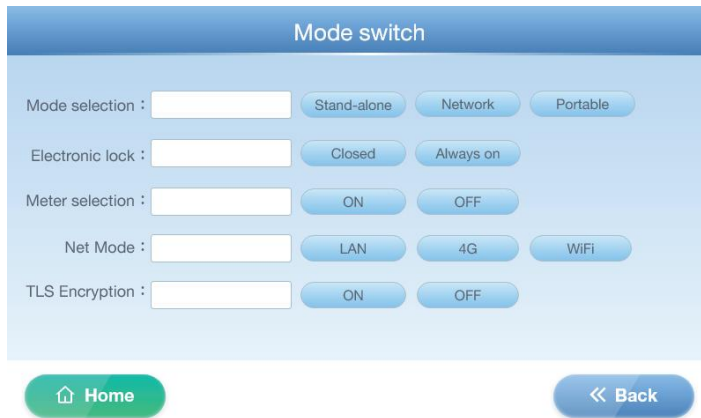 Mode switch
Mode selection : Stand-alone Network Portable
Electronic lock : Closed Always on
Meter selection : ON OFF
Net Mode : LAN 4G WiFi
TLS Encryption : ON OFF
Home Back